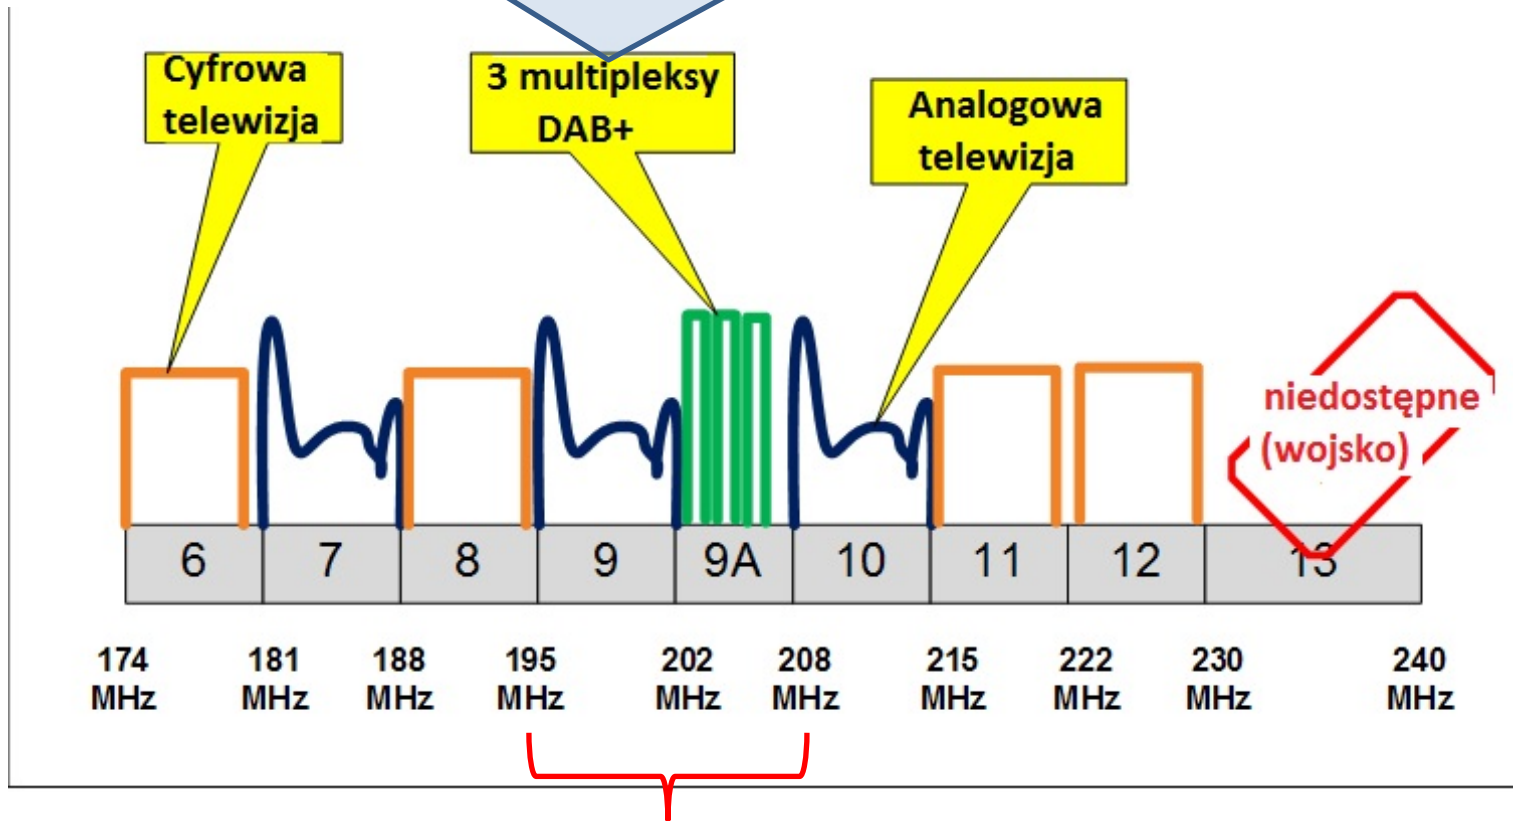 Cyfrowa
telewizja
3 multipleksy
DAB+
Analogowa
telewizja
niedostępne
(wojsko)
6 7 8 9 9A 10 11 12 13
174 181 188 195 202 208 215 222 230 240
MHz MHz MHz MHz MHz MHz MHz MHz MHz MHz